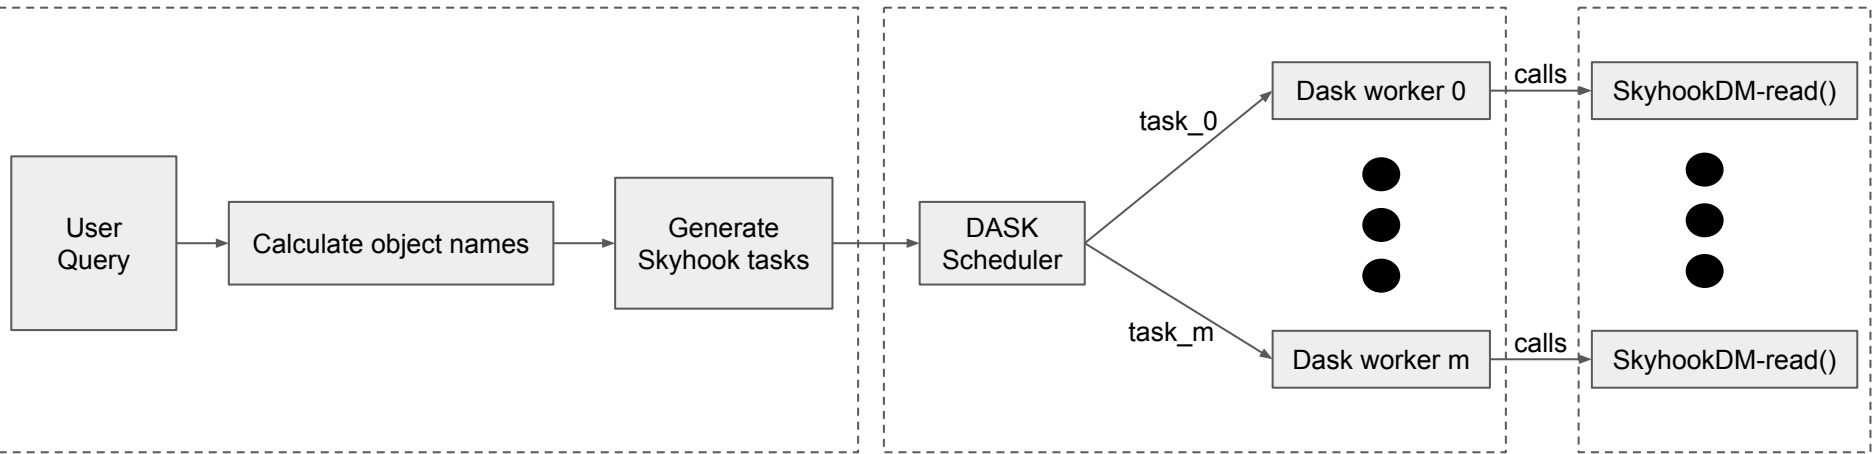 User
Query
Calculate object names
Generate
Skyhook tasks
DASK
Scheduler
task_0
task_m
Dask worker 0
Dask worker m
calls
calls
SkyhookDM-read()
SkyhookDM-read()